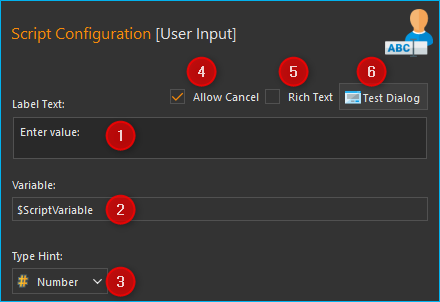 Script Configuration [User Input]
ABC
4 5 6
Label Text: Allow Cancel Rich Text Test Dialog
Enter value: 1
Variable:
$ScriptVariable 2
Type Hint:
# Number 3